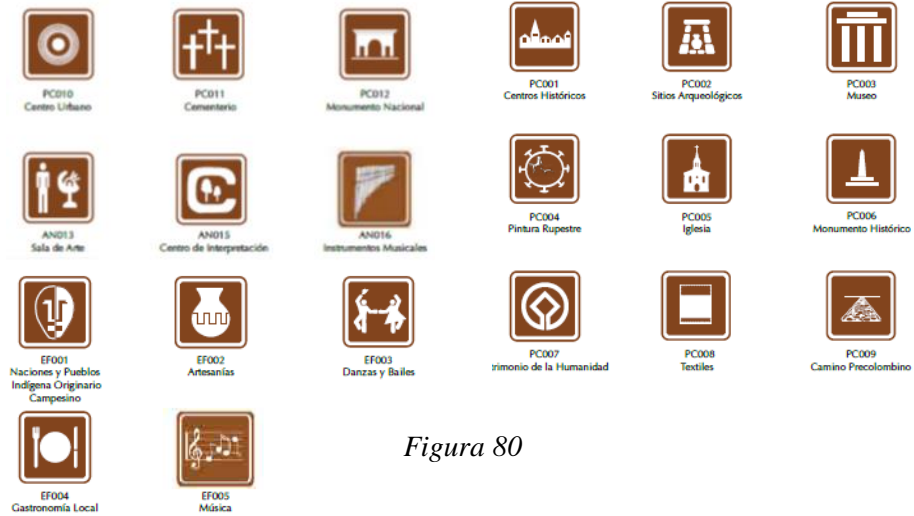 PC010
Centro Urbano
PC011
Cementerio
PC012
Monumento Nacional
PC001
Centros Históricos
PC002
Sitios Arqueológicos
PC003
Museo
AN013
Sala de Arte
AN015
Centro de Interpretación
AN016
Instrumentos Musicales
PC004
Pintura Rupestre
PC005
Iglesia
PC006
Monumento Histórico
EF001
Naciones y Pueblos
Indígena Originario
Campesino
EF002
Artesanías
EF003
Danzas y Bailes
PC007
trimonio de la Humanidad
PC008
Textiles
PC009
Camino Precolombino
EF004
Gastronomía Local
EF005
Música
Figura 80